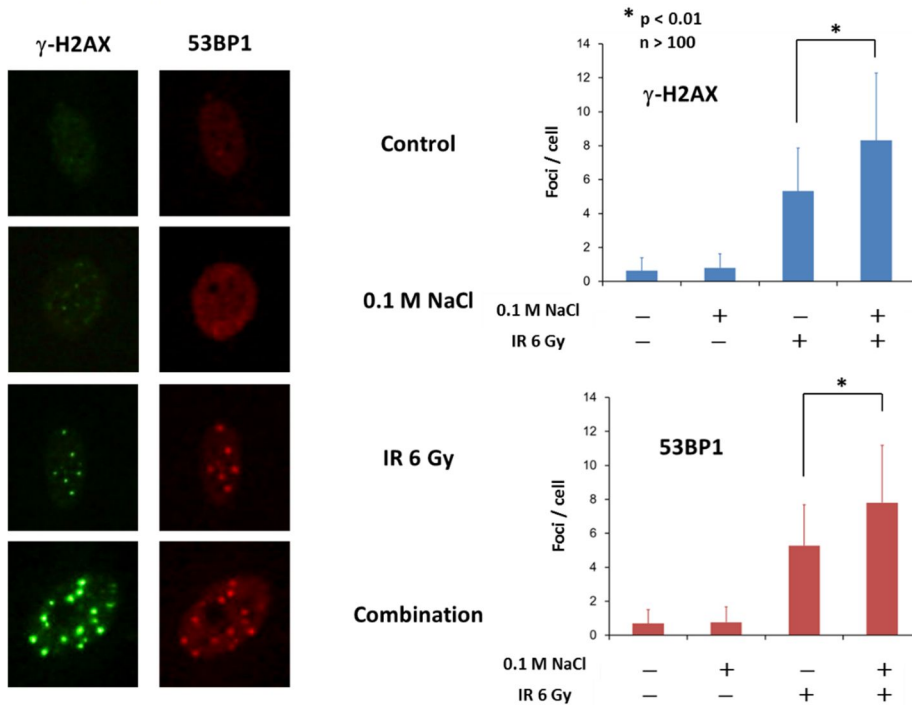 γ-H2AX 53BP1
Control
0.1 M NaCl
IR 6 Gy
Combination
* p < 0.01
n > 100
γ-H2AX
*
Foci / cell
14
12
10
8
6
4
2
0
0.1 M NaCl − + − +
IR 6 Gy − − + +
53BP1
*
Foci / cell
14
12
10
8
6
4
2
0
0.1 M NaCl − + − +
IR 6 Gy − − + +